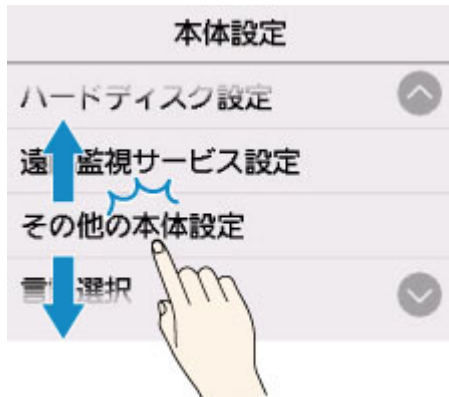 本体設定
ハードディスク設定
遠 監視サービス設定
その他の本体設定
言 選択